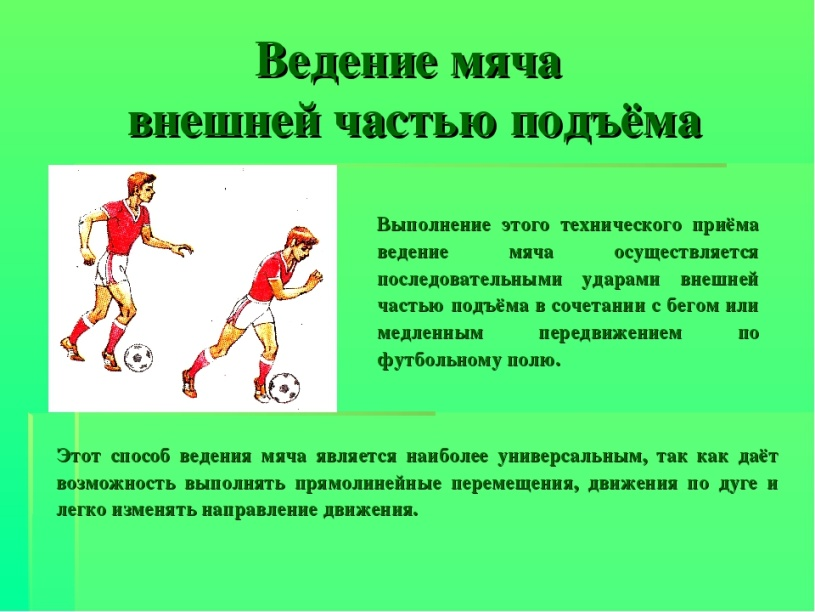 Ведение мяча
внешней частью подъёма
Выполнение этого технического приёма
ведение мяча осуществляется
последовательными ударами внешней
частью подъёма в сочетании с бегом или
медленным передвижением по
футбольному полю.
Этот способ ведения мяча является наиболее универсальным, так как даёт
возможность выполнять прямолинейные перемещения, движения по дуге и
легко изменять направление движения.